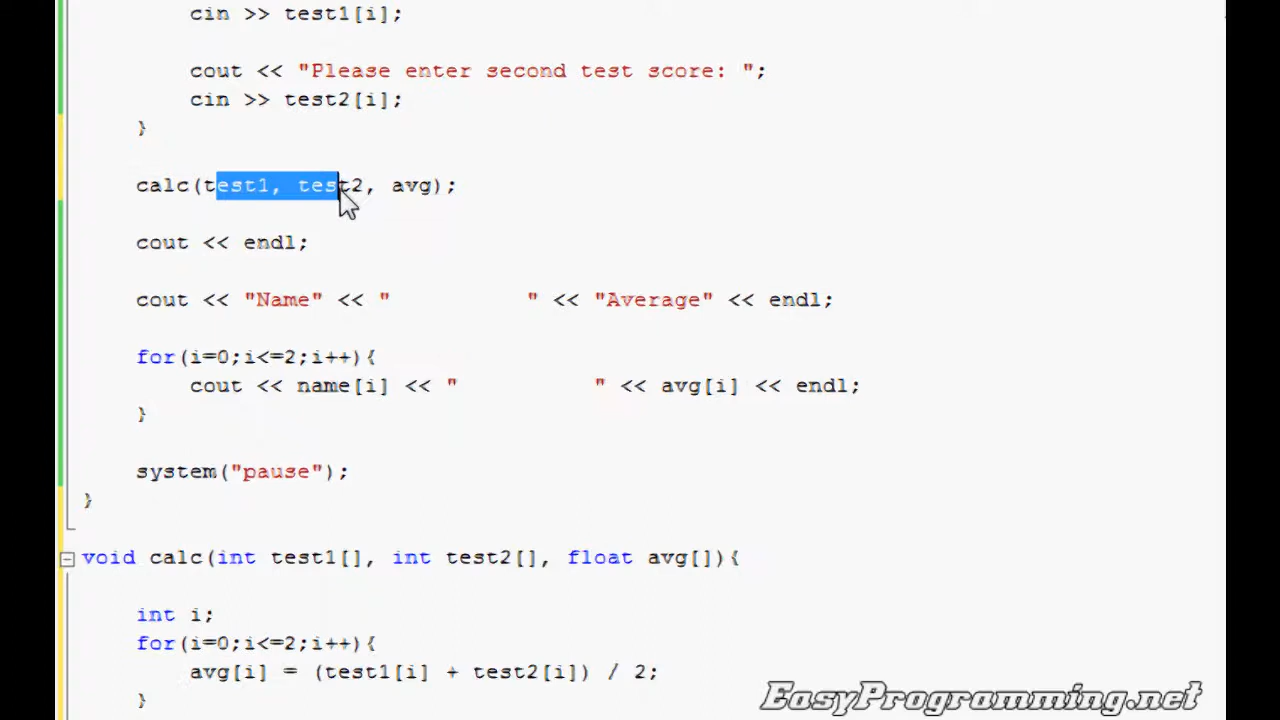 cin >> test1[i];
cout << "Please enter second test score: ";
cin >> test2[i];
}
calc(test1, test2, avg);
cout << endl;
cout << "Name" << "          " << "Average" << endl;
for(i=0;i<=2;i++){
cout << name[i] << "          " << avg[i] << endl;
}
system("pause");
}
void calc(int test1[], int test2[], float avg[]){
int i;
for(i=0;i<=2;i++){
avg[i] = (test1[i] + test2[i]) / 2;
}
EasyProgramming.net